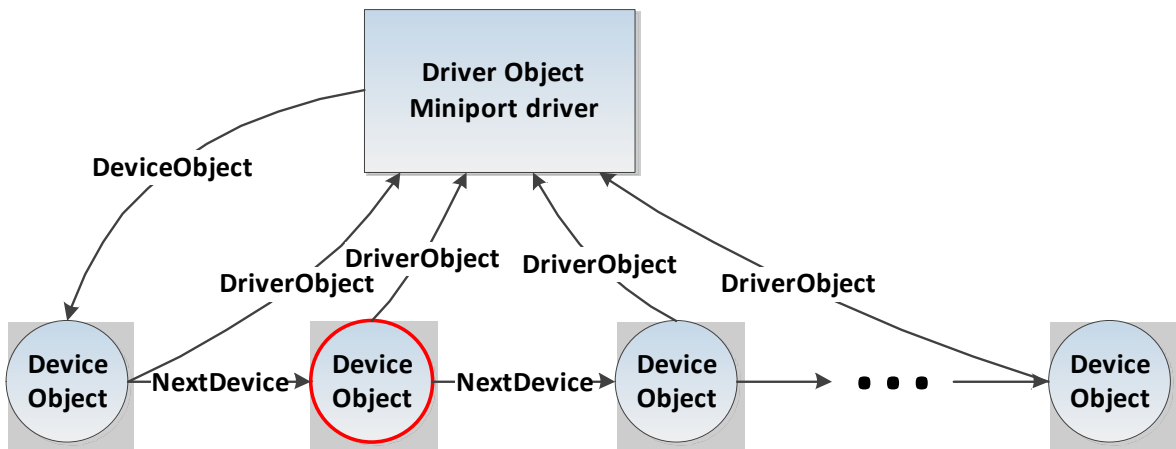 Driver Object
Miniport driver
DeviceObject
DriverObject
DriverObject
DriverObject
DriverObject
Device
Object
NextDevice
Device
Object
NextDevice
Device
Object
...
Device
Object